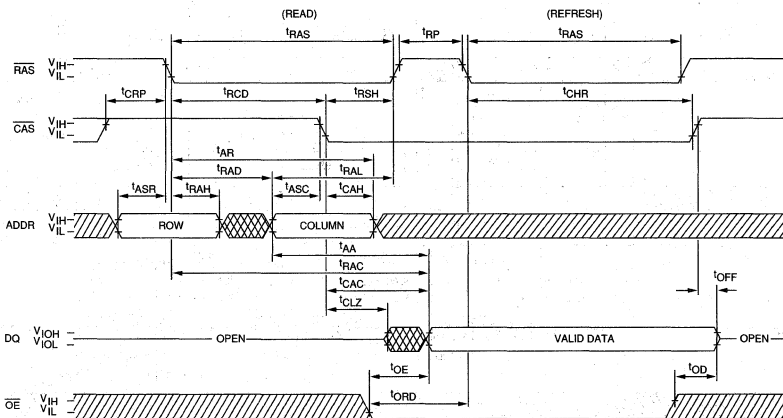 (READ) (REFRESH)
tRAS tRP tRAS
RAS VIH VIL
tCRP tRCD tRSH tCHR
CAS VIH VIL
tAR
tRAD tRAL
tASR tRAH tASC tCAH
ADDR VIH VIL ROW COLUMN
tAA
tRAC
tCAC tOFF
tCLZ
DQ VIOH VIOL OPEN VALID DATA OPEN
tOE tOD
tORD
OE VIH VIL